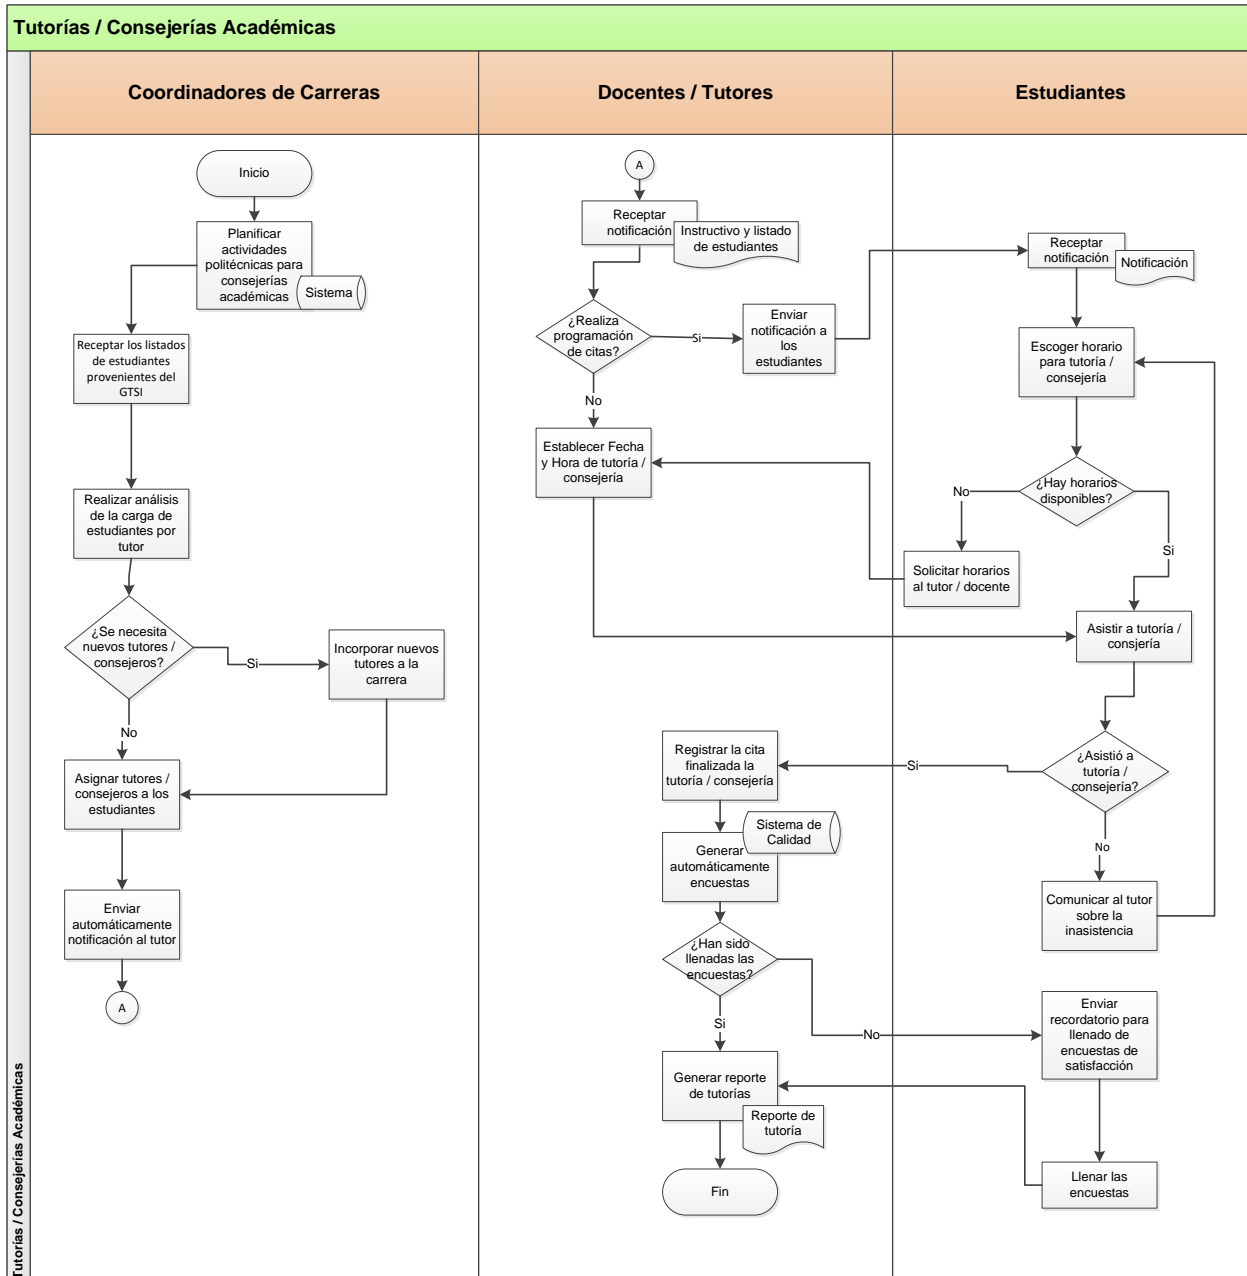 Tutorías / Consejerías Académicas
Coordinadores de Carreras
Docentes / Tutores
Estudiantes
Tutorías / Consejerías Académicas
Inicio
Planificar
actividades
politécnicas para
consejerías
académicas
Sistema
Receptar los listados
de estudiantes
provenientes del
GTSI
Realizar análisis
de la carga de
estudiantes por
tutor
¿Se necesita
nuevos tutores /
consejeros?
Si
Incorporar nuevos
tutores a la
carrera
No
Asignar tutores /
consejeros a los
estudiantes
Enviar
automáticamente
notificación al tutor
A
A
Receptar
notificación
Instructivo y listado
de estudiantes
¿Realiza
programación
de citas?
Si
Enviar
notificación a
los
estudiantes
No
Establecer Fecha
y Hora de tutoría /
consejería
Registrar la cita
finalizada la
tutoría / consejería
Sistema de
Calidad
Generar
automáticamente
encuestas
¿Han sido
llenadas las
encuestas?
Si
No
Generar reporte
de tutorías
Reporte de
tutoría
Fin
Receptar
notificación
Notificación
Escoger horario
para tutoría /
consejería
¿Hay horarios
disponibles?
No
Si
Solicitar horarios
al tutor / docente
Asistir a tutoría /
consjería
¿Asistió a
tutoría /
consejería?
Si
No
Comunicar al tutor
sobre la
inasistencia
Enviar
recordatorio para
llenado de
encuestas de
satisfacción
Llenar las
encuestas